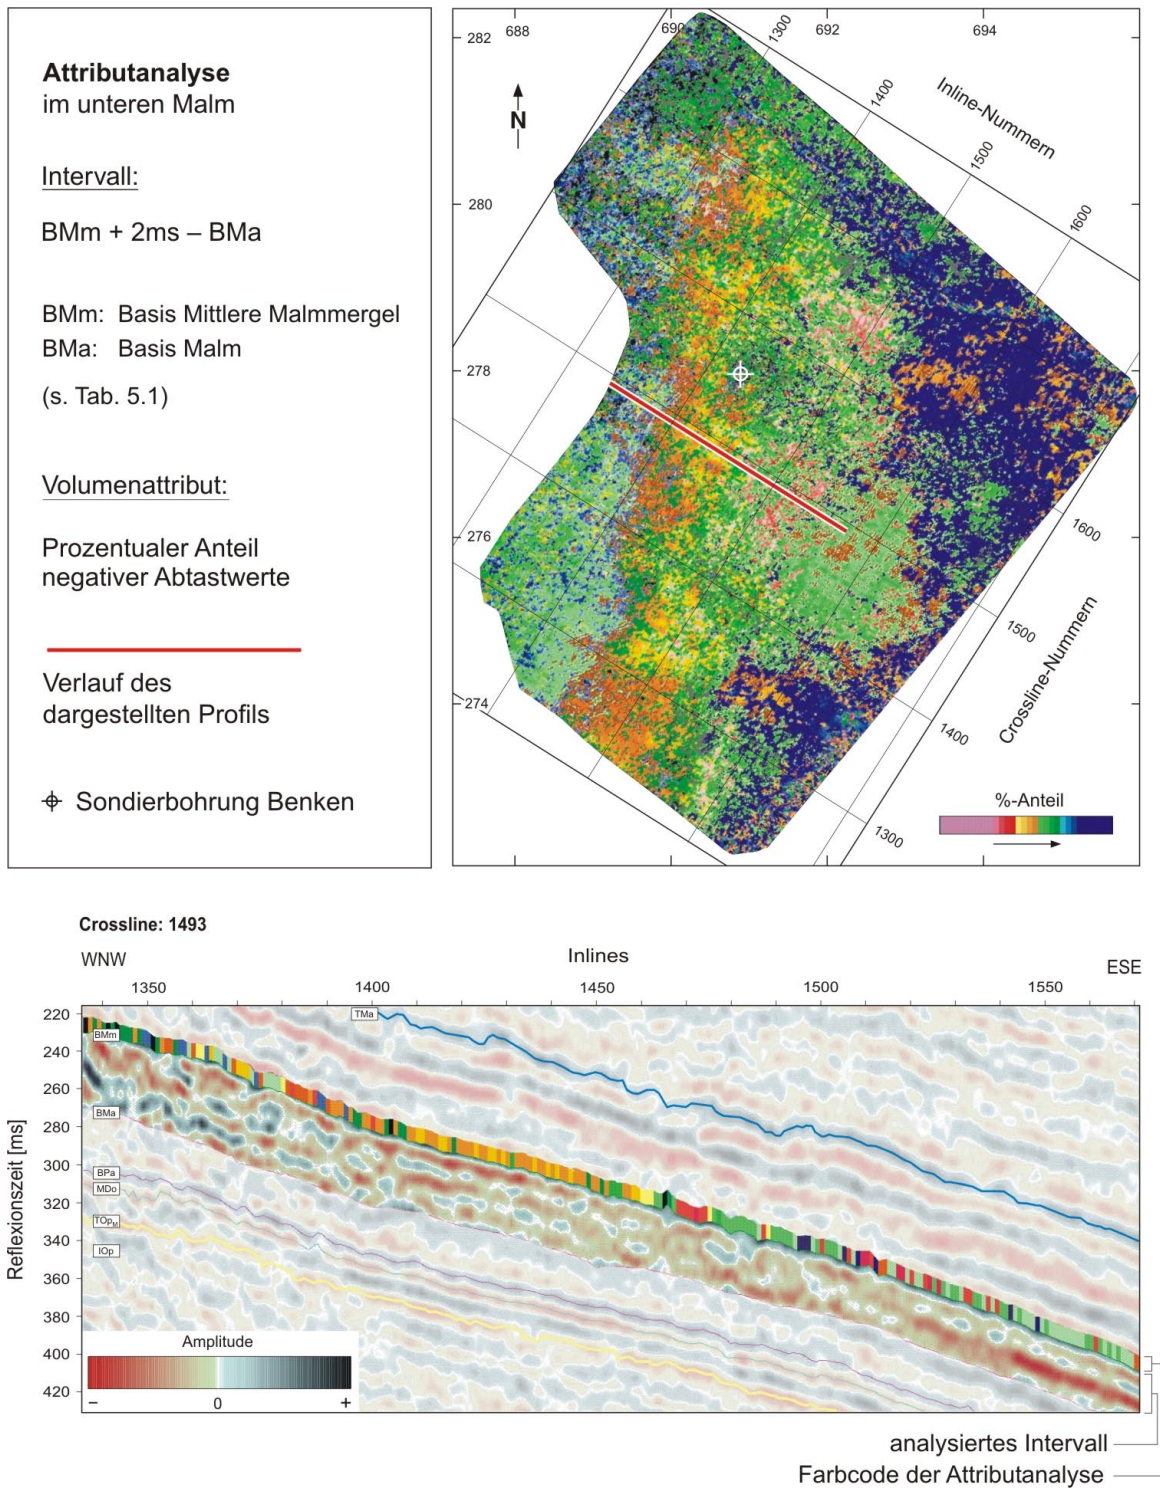 Attributanalyse
im unteren Malm
Intervall:
BMm + 2ms – BMa
BMm: Basis Mittlere Malmmergel
BMa: Basis Malm
(s. Tab. 5.1)
Volumenattribut:
Prozentualer Anteil
negativer Abtastwerte
Verlauf des
dargestellten Profils
Sondierbohrung Benken
688
690
692
694
282
280
278
276
274
N
1300
1400
1500
1600
Inline-Nummern
1600
1500
1400
1300
Crossline-Nummern
%-Anteil
Crossline: 1493
WNW
Inlines
ESE
1350
1400
1450
1500
1550
Reflexionszeit [ms]
220
240
260
280
300
320
340
360
380
400
420
TMa
BMm
BMa
BPa
MDo
TOpM
IOp
Amplitude
– 0 +
analysiertes Intervall
Farbcode der Attributanalyse